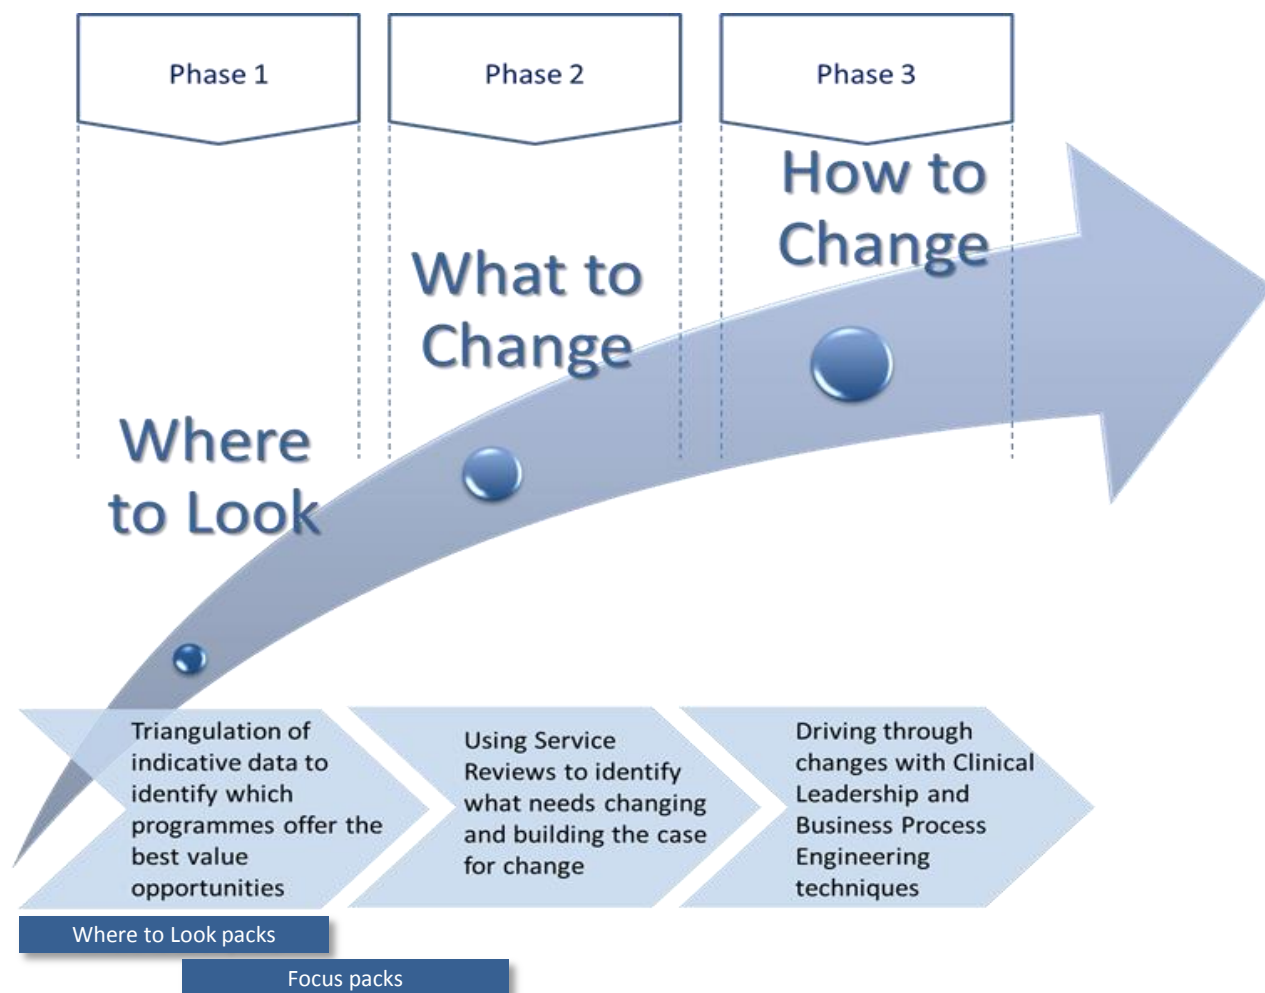 Phase 1
Phase 2
Phase 3
How to
Change
What to
Change
Where
to Look
Triangulation of
indicative data to
identify which
programmes offer the
best value
opportunities
Using Service
Reviews to identify
what needs changing
and building the case
for change
Driving through
changes with Clinical
Leadership and
Business Process
Engineering
techniques
Where to Look packs
Focus packs